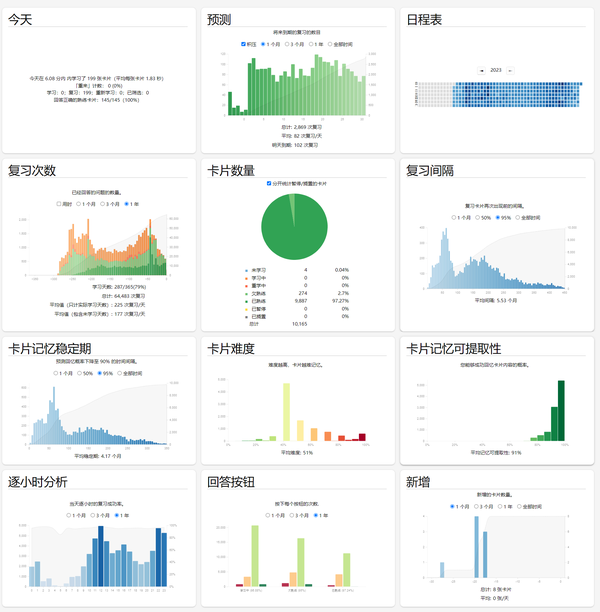 今天
今天在 6.08 分内学习了 199 张卡片（平均每张卡片 1.83 秒）
「重来」计数：0 (0%)
学习：0；复习：199；重新学习：0；已筛选：0
回答正确的熟练卡片：145/145（100%）
预测
将来到期的复习的数目
积压 1 个月 3 个月 1 年 全部时间
总计: 2,869 次复习
平均: 82 次复习/天
明天到期: 102 次复习
日程表
2023
复习次数
已经回答的问题的数量。
用时 1 个月 3 个月 1 年
学习天数: 287/365(79%)
总计: 64,483 次复习
平均值（只计实际学习天数）: 225 次复习/天
平均值（包含未学习天数）: 177 次复习/天
卡片数量
分开统计暂停/搁置的卡片
未学习 4 0.04%
学习中 0 0%
重学中 0 0%
欠熟练 274 2.7%
已熟练 9,887 97.27%
已暂停 0 0%
已搁置 0 0%
总计 10,165
复习间隔
复习卡片再次出现前的间隔。
1 个月 50% 95% 全部时间
平均间隔: 5.53 个月
卡片记忆稳定期
预测回忆概率下降至 90% 的时间间隔。
1 个月 50% 95% 全部时间
平均稳定期: 4.17 个月
卡片难度
难度越高，卡片越难记忆。
平均难度: 51%
卡片记忆可提取性
您能够成功回忆卡片内容的概率。
平均记忆可提取性: 91%
逐小时分析
当天逐小时的复习成功率。
1 个月 3 个月 1 年
回答按钮
按下每个按钮的次数.
1 个月 3 个月 1 年
新增
新增的卡片数量。
1 个月 3 个月 1 年 全部时间
总计: 8 张卡片
平均: 0 张/天